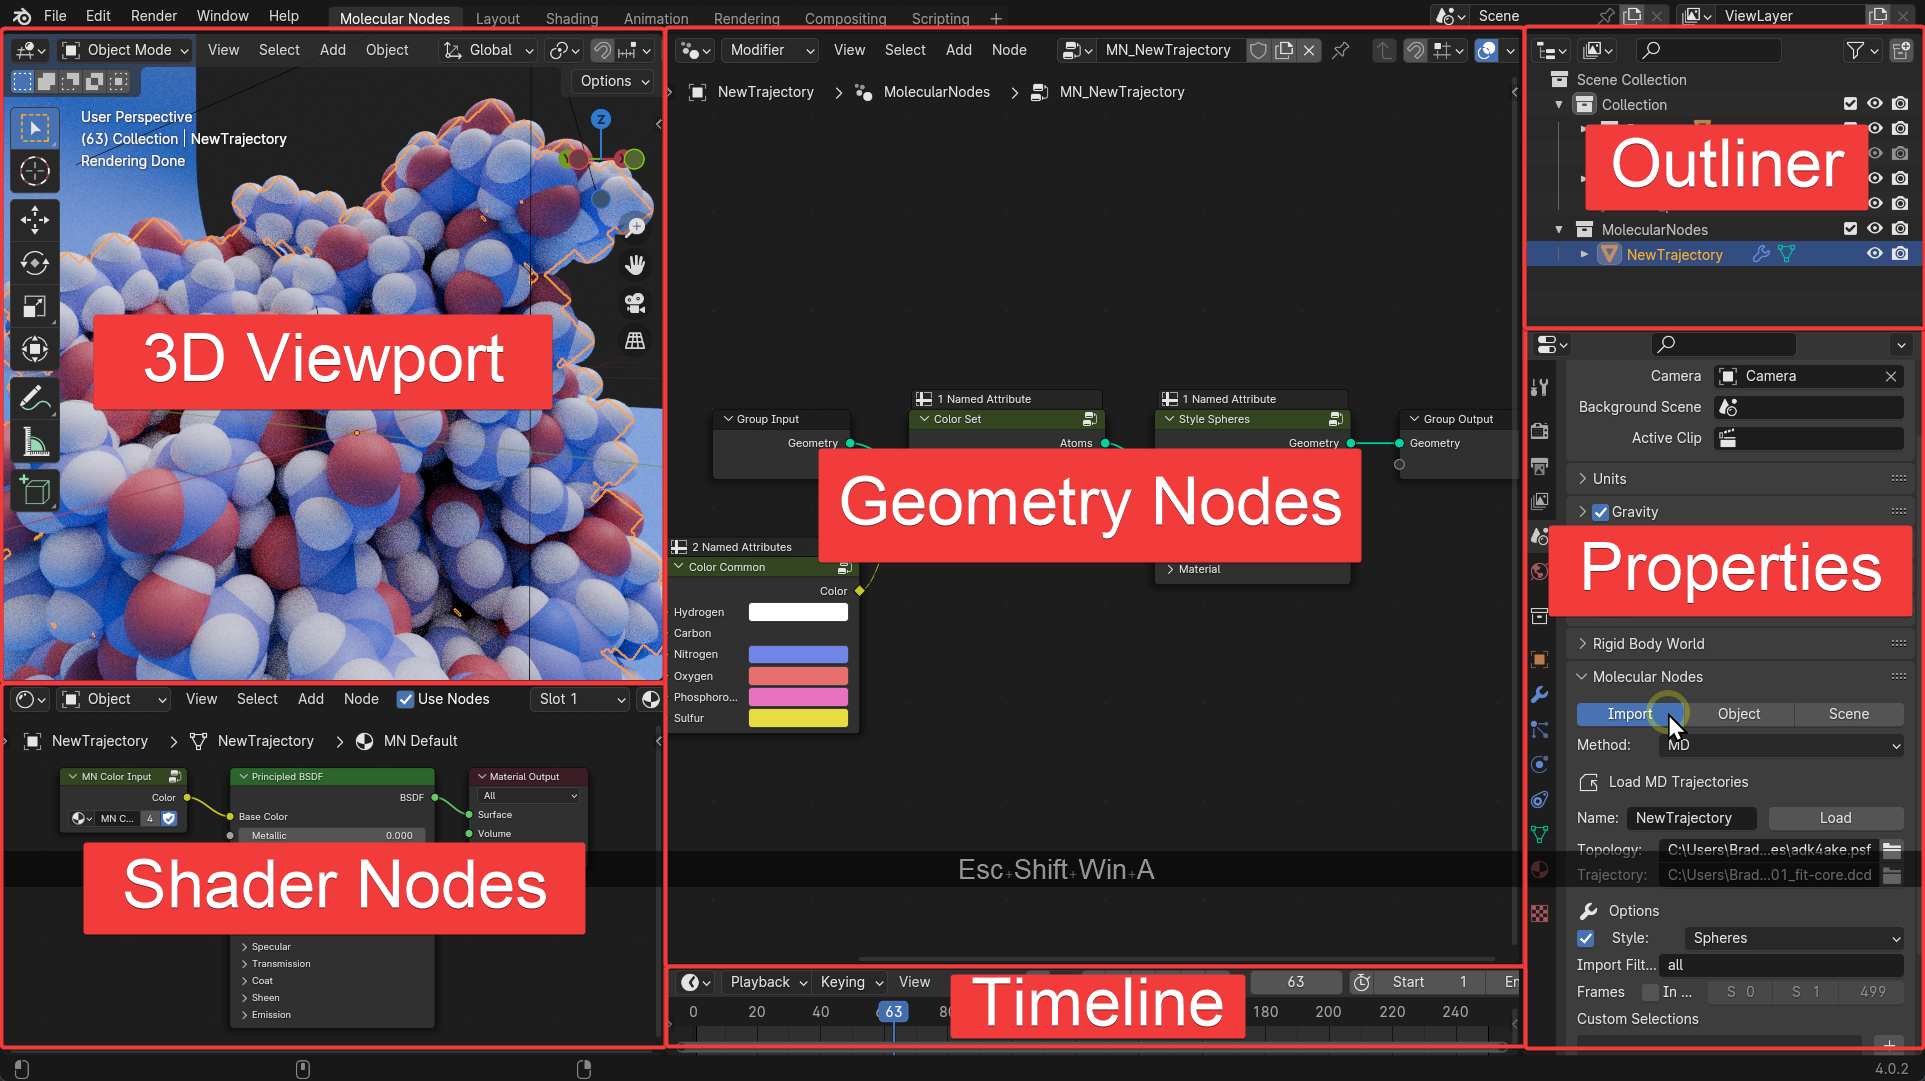 File Edit Render Window Help Molecular Nodes Layout Shading Animation Rendering Compositing Scripting + Scene ViewLayer
Object Mode View Select Add Object Global
Options
User Perspective
(63) Collection | NewTrajectory
Rendering Done
Z
3D Viewport
Modifier View Select Add Node MN_NewTrajectory
NewTrajectory > MolecularNodes > MN_NewTrajectory
1 Named Attribute
1 Named Attribute
Group Input
Color Set
Style Spheres
Group Output
Geometry
Atoms
Geometry
Geometry
Geometry Nodes
2 Named Attributes
Color Common
Material
Color
Hydrogen
Carbon
Nitrogen
Oxygen
Phosphoro...
Sulfur
Object View Select Add Node Use Nodes Slot 1
NewTrajectory > NewTrajectory > MN Default
MN Color Input
Principled BSDF
Material Output
Color
BSDF
All
MN C... 4
Base Color
Surface
Metallic 0.000
Volume
Shader Nodes
Specular
Transmission
Coat
Sheen
Emission
Esc+Shift+Win+A
Playback Keying View
63 Start 1 En
0 20 40 63 180 200 220 240
Timeline
Scene Collection
Collection
Outliner
MolecularNodes
NewTrajectory
Camera Camera
Background Scene
Active Clip
Units
Gravity
Properties
Rigid Body World
Molecular Nodes
Import Object Scene
Method: MD
Load MD Trajectories
Name: NewTrajectory Load
Topology: C:\Users\Brad...es\adk4ake.psf
Trajectory: C:\Users\Brad...01_fit-core.dcd
Options
Style: Spheres
Import Filt... all
Frames In ... S 0 S 1 499
Custom Selections
4.0.2